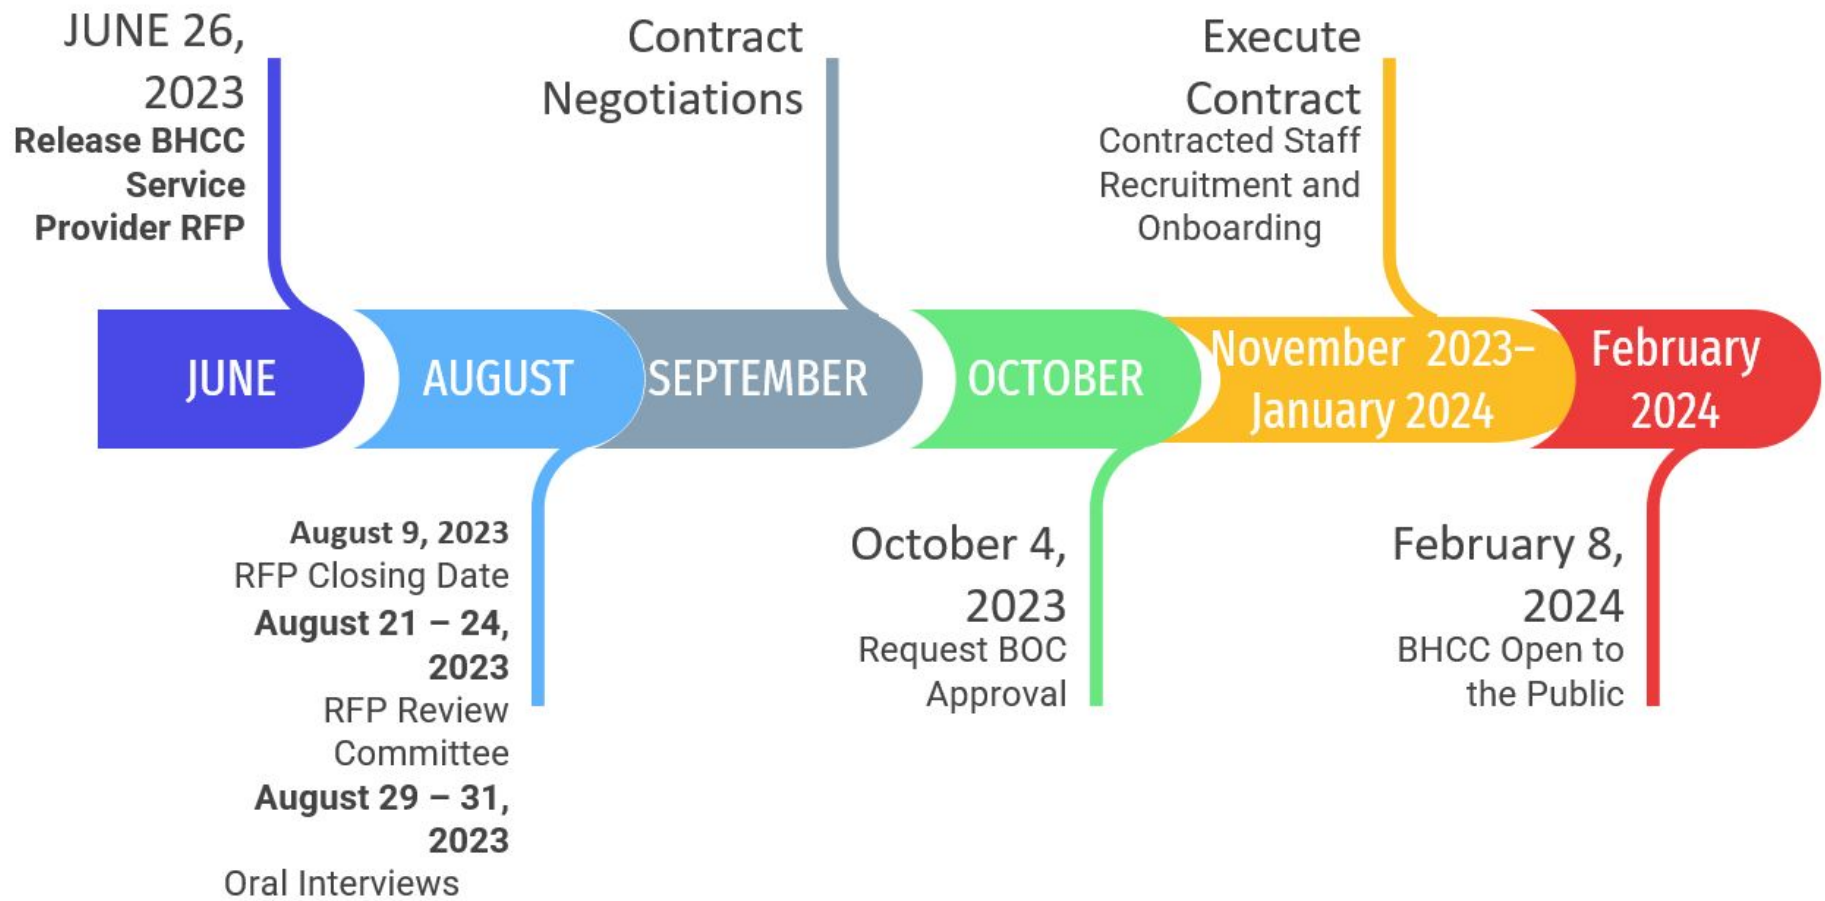 JUNE 26,
2023
Release BHCC
Service
Provider RFP
Contract
Negotiations
Execute
Contract
Contracted Staff
Recruitment and
Onboarding
JUNE
AUGUST
SEPTEMBER
OCTOBER
November 2023–
January 2024
February
2024
August 9, 2023
RFP Closing Date
August 21 – 24,
2023
RFP Review
Committee
August 29 – 31,
2023
Oral Interviews
October 4,
2023
Request BOC
Approval
February 8,
2024
BHCC Open to
the Public